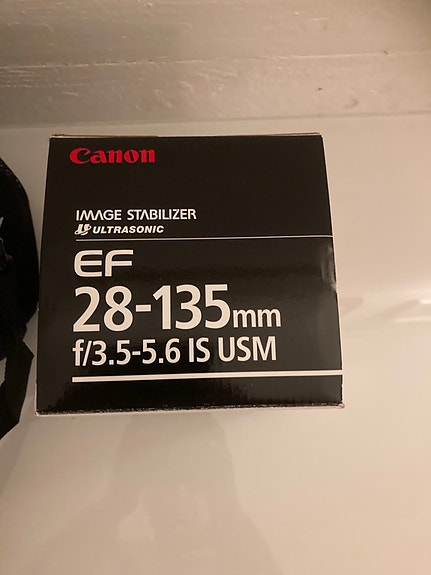 Canon
IMAGE STABILIZER
ULTRASONIC
EF
28-135mm
f/3.5-5.6 IS USM